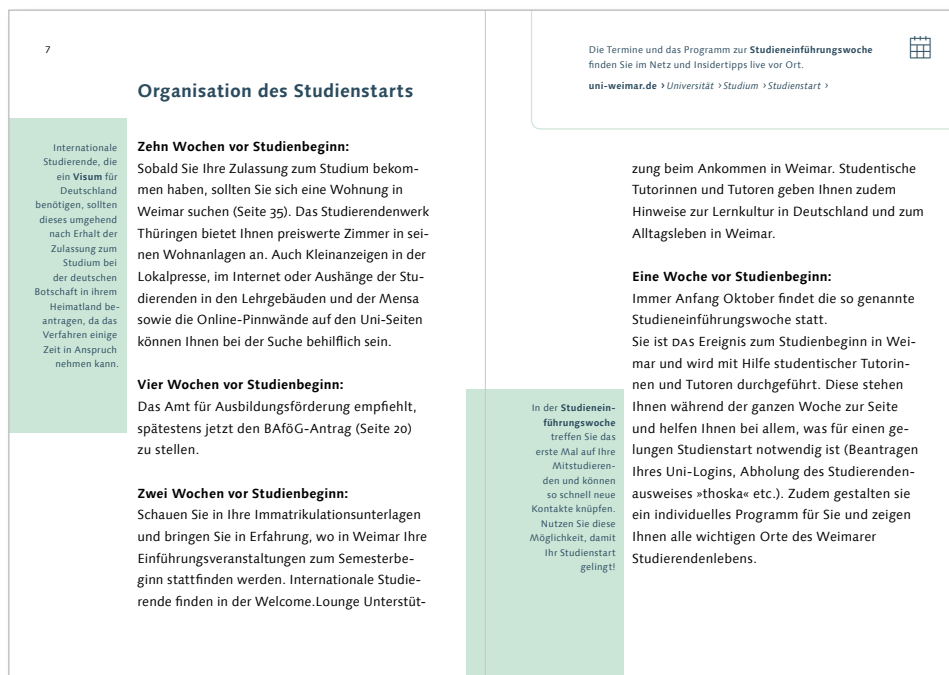 7
Organisation des Studienstarts
Internationale
Studierende, die
ein Visum für
Deutschland
benötigen, sollten
dieses umgehend
nach Erhalt der
Zulassung zum
Studium bei
der deutschen
Botschaft in ihrem
Heimatland be-
antragen, da das
Verfahren einige
Zeit in Anspruch
nehmen kann.
Zehn Wochen vor Studienbeginn:
Sobald Sie Ihre Zulassung zum Studium bekom-
men haben, sollten Sie sich eine Wohnung in
Weimar suchen (Seite 35). Das Studierendenwerk
Thüringen bietet Ihnen preiswerte Zimmer in sei-
nen Wohnanlagen an. Auch Kleinanzeigen in der
Lokalpresse, im Internet oder Aushänge der Stu-
dierenden in den Lehrgebäuden und der Mensa
sowie die Online-Pinnwände auf den Uni-Seiten
können Ihnen bei der Suche behilflich sein.
Vier Wochen vor Studienbeginn:
Das Amt für Ausbildungsförderung empfiehlt,
spätestens jetzt den BAföG-Antrag (Seite 20)
zu stellen.
Zwei Wochen vor Studienbeginn:
Schauen Sie in Ihre Immatrikulationsunterlagen
und bringen Sie in Erfahrung, wo in Weimar Ihre
Einführungsveranstaltungen zum Semesterbe-
ginn stattfinden werden. Internationale Studie-
rende finden in der Welcome.Lounge Unterstüt-
Die Termine und das Programm zur Studieneinführungswoche
finden Sie im Netz und Insidertipps live vor Ort.
uni-weimar.de › Universität › Studium › Studienstart ›
zung beim Ankommen in Weimar. Studentische
Tutorinnen und Tutoren geben Ihnen zudem
Hinweise zur Lernkultur in Deutschland und zum
Alltagsleben in Weimar.
Eine Woche vor Studienbeginn:
Immer Anfang Oktober findet die so genannte
Studieneinführungswoche statt.
Sie ist DAS Ereignis zum Studienbeginn in Wei-
mar und wird mit Hilfe studentischer Tutorin-
nen und Tutoren durchgeführt. Diese stehen
Ihnen während der ganzen Woche zur Seite
und helfen Ihnen bei allem, was für einen ge-
lungen Studienstart notwendig ist (Beantragen
Ihres Uni-Logins, Abholung des Studierenden-
ausweises »thoska« etc.). Zudem gestalten sie
ein individuelles Programm für Sie und zeigen
Ihnen alle wichtigen Orte des Weimarer
Studierendenlebens.
In der Studienein-
führungswoche
treffen Sie das
erste Mal auf Ihre
Mitstudieren-
den und können
so schnell neue
Kontakte knüpfen.
Nutzen Sie diese
Möglichkeit, damit
Ihr Studienstart
gelingt!